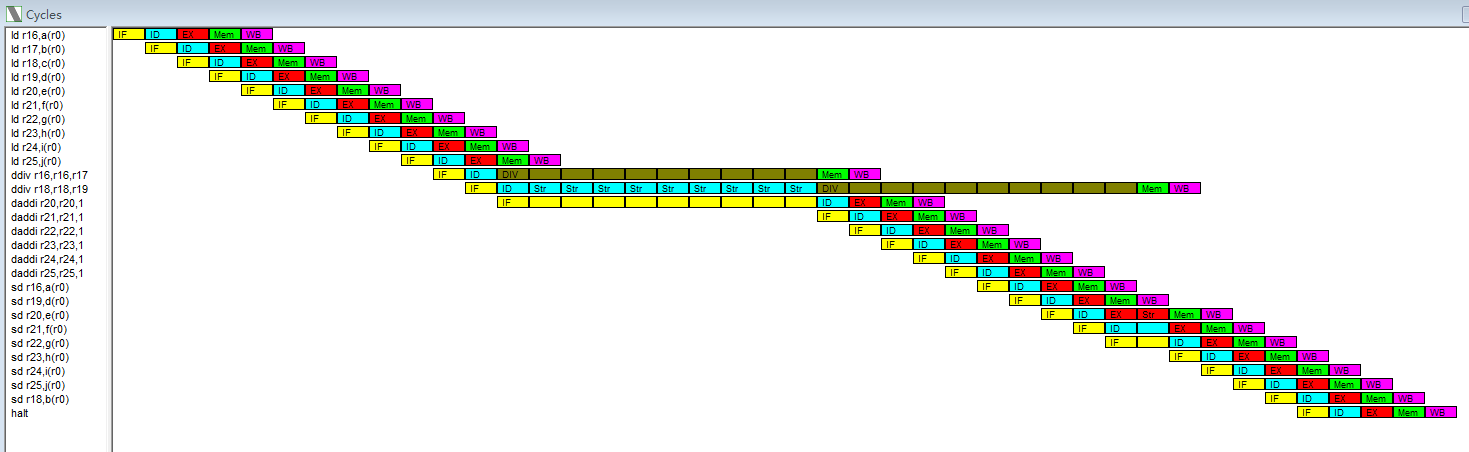 Cycles
ld r16,a(r0) IF ID EX Mem WB
ld r17,b(r0) IF ID EX Mem WB
ld r18,c(r0) IF ID EX Mem WB
ld r19,d(r0) IF ID EX Mem WB
ld r20,e(r0) IF ID EX Mem WB
ld r21,f(r0) IF ID EX Mem WB
ld r22,g(r0) IF ID EX Mem WB
ld r23,h(r0) IF ID EX Mem WB
ld r24,i(r0) IF ID EX Mem WB
ld r25,j(r0) IF ID EX Mem WB
ddiv r16,r16,r17 IF ID DIV Mem WB
ddiv r18,r18,r19 IF ID Str Str Str Str Str Str Str Str Str DIV Mem WB
daddi r20,r20,1 IF ID EX Mem WB
daddi r21,r21,1 IF ID EX Mem WB
daddi r22,r22,1 IF ID EX Mem WB
daddi r23,r23,1 IF ID EX Mem WB
daddi r24,r24,1 IF ID EX Mem WB
daddi r25,r25,1 IF ID EX Mem WB
sd r16,a(r0) IF ID EX Mem WB
sd r19,d(r0) IF ID EX Mem WB
sd r20,e(r0) IF ID EX Str Mem WB
sd r21,f(r0) IF ID EX Mem WB
sd r22,g(r0) IF ID EX Mem WB
sd r23,h(r0) IF ID EX Mem WB
sd r24,i(r0) IF ID EX Mem WB
sd r25,j(r0) IF ID EX Mem WB
sd r18,b(r0) IF ID EX Mem WB
halt IF ID EX Mem WB